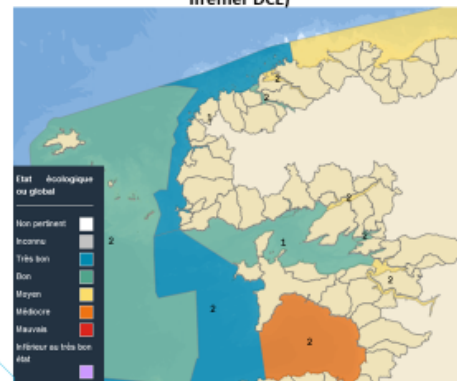 Ifremer DCE)
2
2
1
2
2
1
2
2
2
2
Etat écologique
ou global
Non pertinent
Inconnu
Très bon
Bon
Moyen
Médiocre
Mauvais
Inférieur au très bon
état